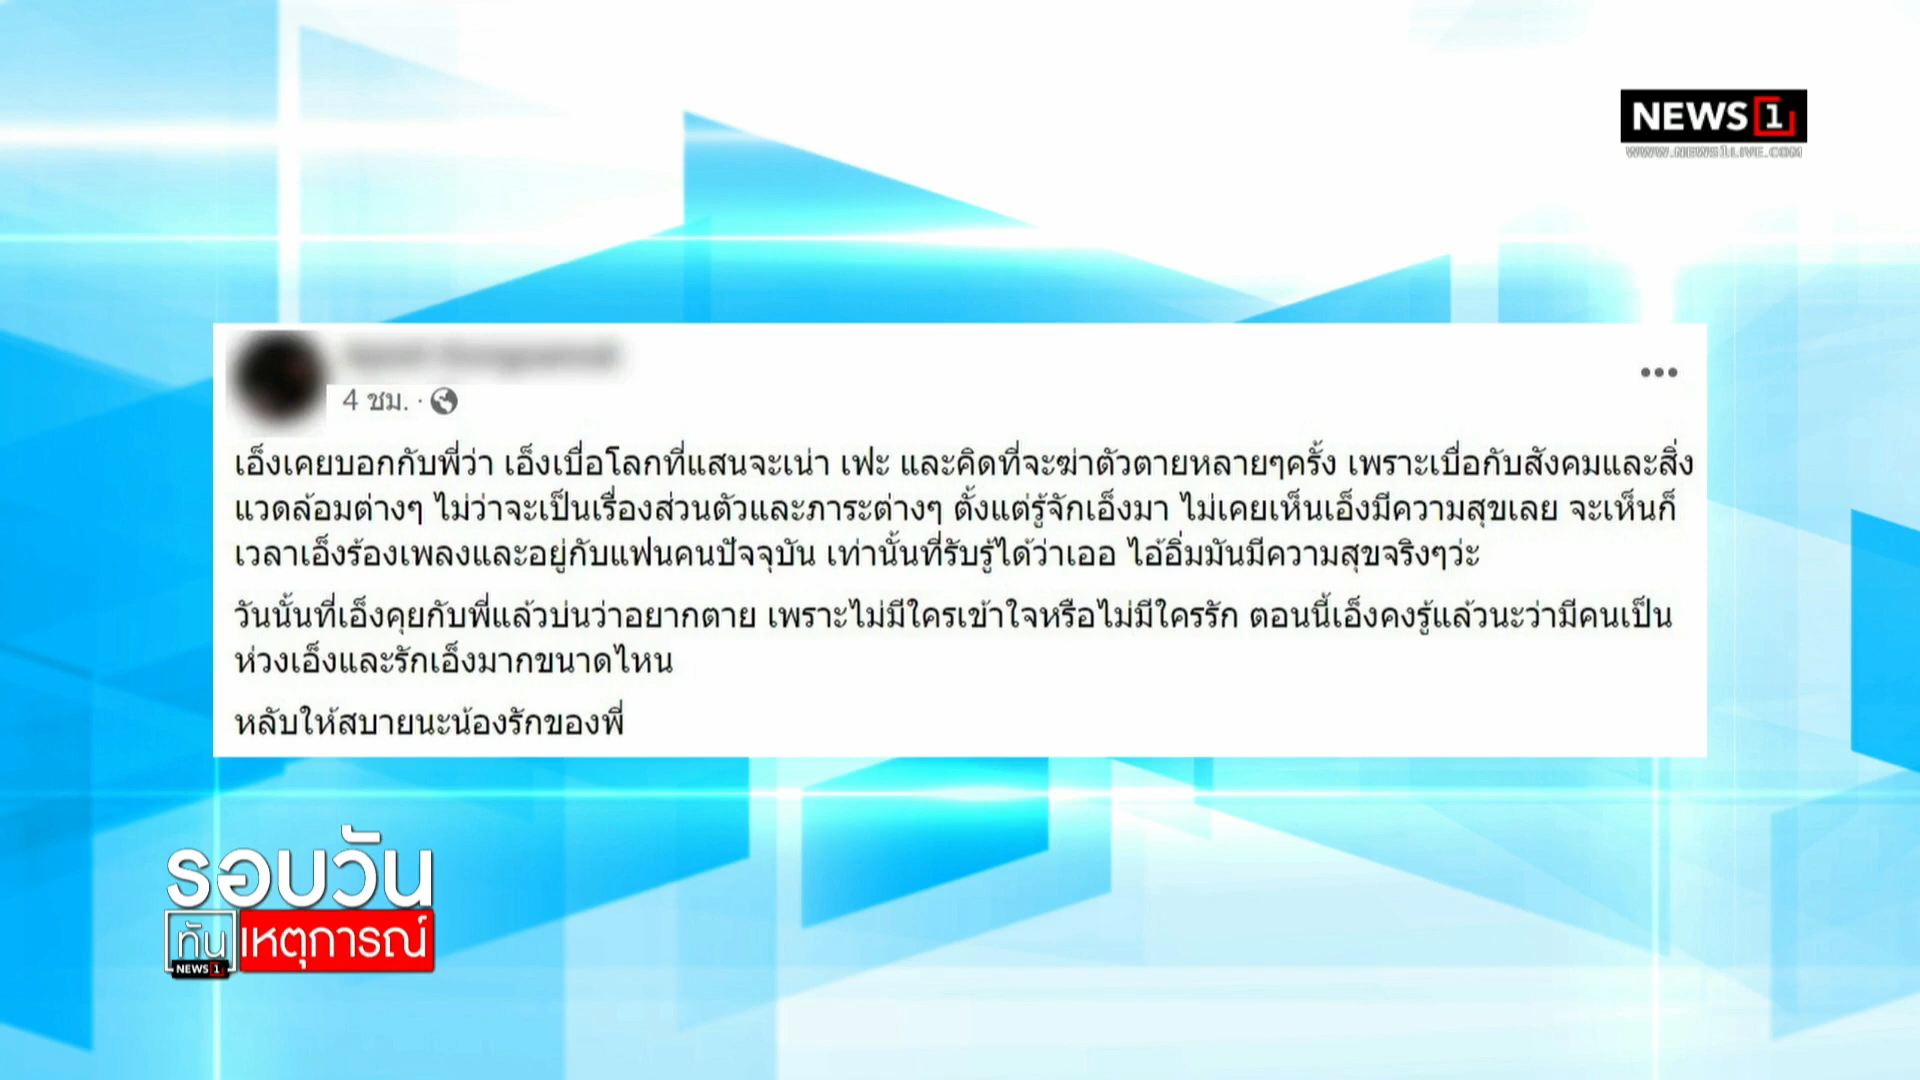 NEWS 1
WWW.NEWS1LIVE.COM
4 ชม. ·
เอ็งเคยบอกกับพี่ว่า เอ็งเบื่อโลกที่แสนจะเน่า เฟะ และคิดที่จะฆ่าตัวตายหลายๆครั้ง เพราะเบื่อกับสังคมและสิ่ง
แวดล้อมต่างๆ ไม่ว่าจะเป็นเรื่องส่วนตัวและภาระต่างๆ ตั้งแต่รู้จักเอ็งมา ไม่เคยเห็นเอ็งมีความสุขเลย จะเห็นก็
เวลาเอ็งร้องเพลงและอยู่กับแฟนคนปัจจุบัน เท่านั้นที่รับรู้ได้ว่าเออ ไอ้อิ่มมันมีความสุขจริงๆว่ะ
วันนั้นที่เอ็งคุยกับพี่แล้วบ่นว่าอยากตาย เพราะไม่มีใครเข้าใจหรือไม่มีใครรัก ตอนนี้เอ็งคงรู้แล้วนะว่ามีคนเป็น
ห่วงเอ็งและรักเอ็งมากขนาดไหน
หลับให้สบายนะน้องรักของพี่
รอบวัน
ทันเหตุการณ์
NEWS 1